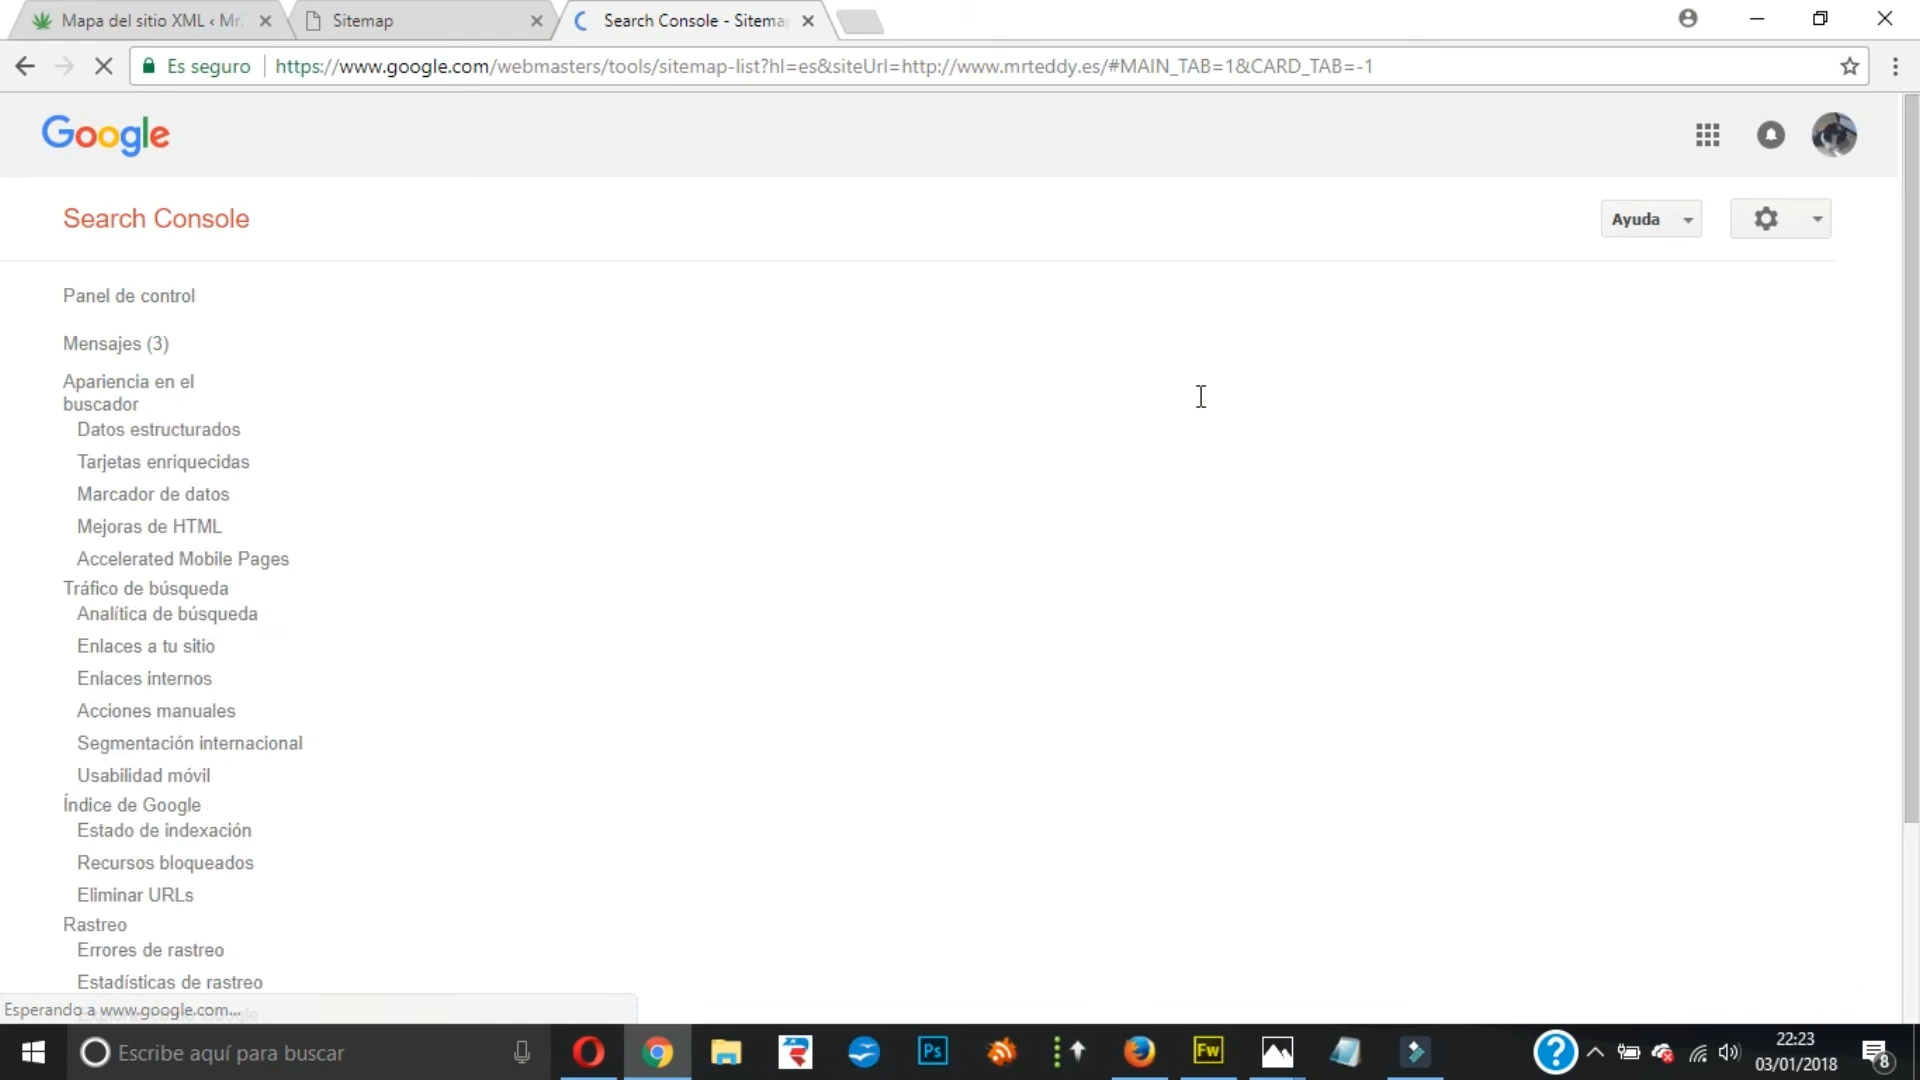 Mapa del sitio XML ‹ Mr.
Sitemap
Search Console - Sitema
Es seguro
https://www.google.com/webmasters/tools/sitemap-list?hl=es&siteUrl=http://www.mrteddy.es/#MAIN_TAB=1&CARD_TAB=-1
Google
Search Console
Ayuda
Panel de control
Mensajes (3)
Apariencia en el
buscador
Datos estructurados
Tarjetas enriquecidas
Marcador de datos
Mejoras de HTML
Accelerated Mobile Pages
Tráfico de búsqueda
Analítica de búsqueda
Enlaces a tu sitio
Enlaces internos
Acciones manuales
Segmentación internacional
Usabilidad móvil
Índice de Google
Estado de indexación
Recursos bloqueados
Eliminar URLs
Rastreo
Errores de rastreo
Estadísticas de rastreo
Esperando a www.google.com...
Escribe aquí para buscar
Ps
Fw
?
22:23
03/01/2018
8